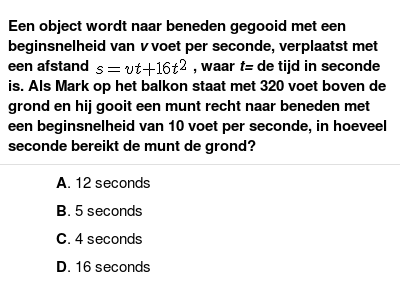 Een object wordt naar beneden gegooid met een
beginsnelheid van v voet per seconde, verplaatst met
een afstand s = vt + 16t² , waar t= de tijd in seconde
is. Als Mark op het balkon staat met 320 voet boven de
grond en hij gooit een munt recht naar beneden met
een beginsnelheid van 10 voet per seconde, in hoeveel
seconde bereikt de munt de grond?
A. 12 seconds
B. 5 seconds
C. 4 seconds
D. 16 seconds